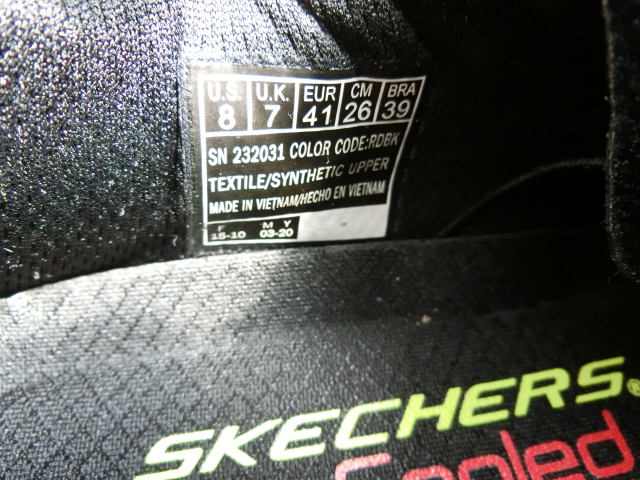 U.S. U.K. EUR CM BRA
8 7 41 26 39
SN 232031 COLOR CODE:RDBK
TEXTILE/SYNTHETIC UPPER
MADE IN VIETNAM/HECHO EN VIETNAM
F M Y
15-10 03-20
SKECHERS®
Cooled